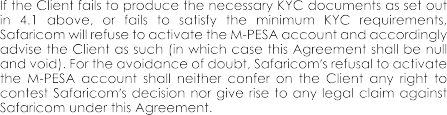 If the Client fails to produce the necessary KYC documents as set out
in 4.1 above, or fails to satisfy the minimum KYC requirements,
Safaricom will refuse to activate the M-PESA account and accordingly
advise the Client as such (in which case this Agreement shall be null
and void). For the avoidance of doubt, Safaricom's refusal to activate
the M-PESA account shall neither confer on the Client any right to
contest Safaricom's decision nor give rise to any legal claim against
Safaricom under this Agreement.